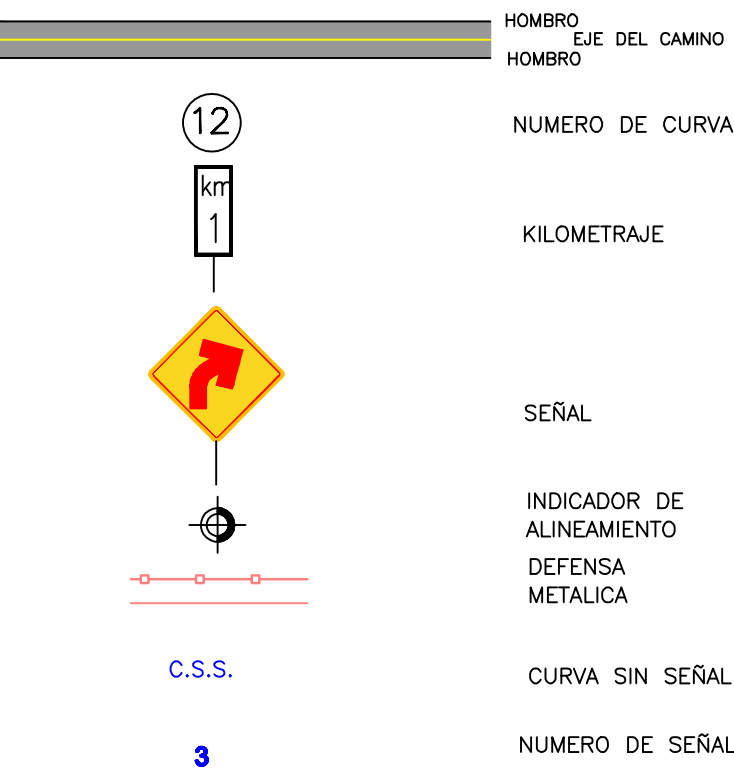 HOMBRO
EJE DEL CAMINO
HOMBRO
12
NUMERO DE CURVA
km
1
KILOMETRAJE
SEÑAL
INDICADOR DE
ALINEAMIENTO
DEFENSA
METALICA
C.S.S.
CURVA SIN SEÑAL
3
NUMERO DE SEÑAL